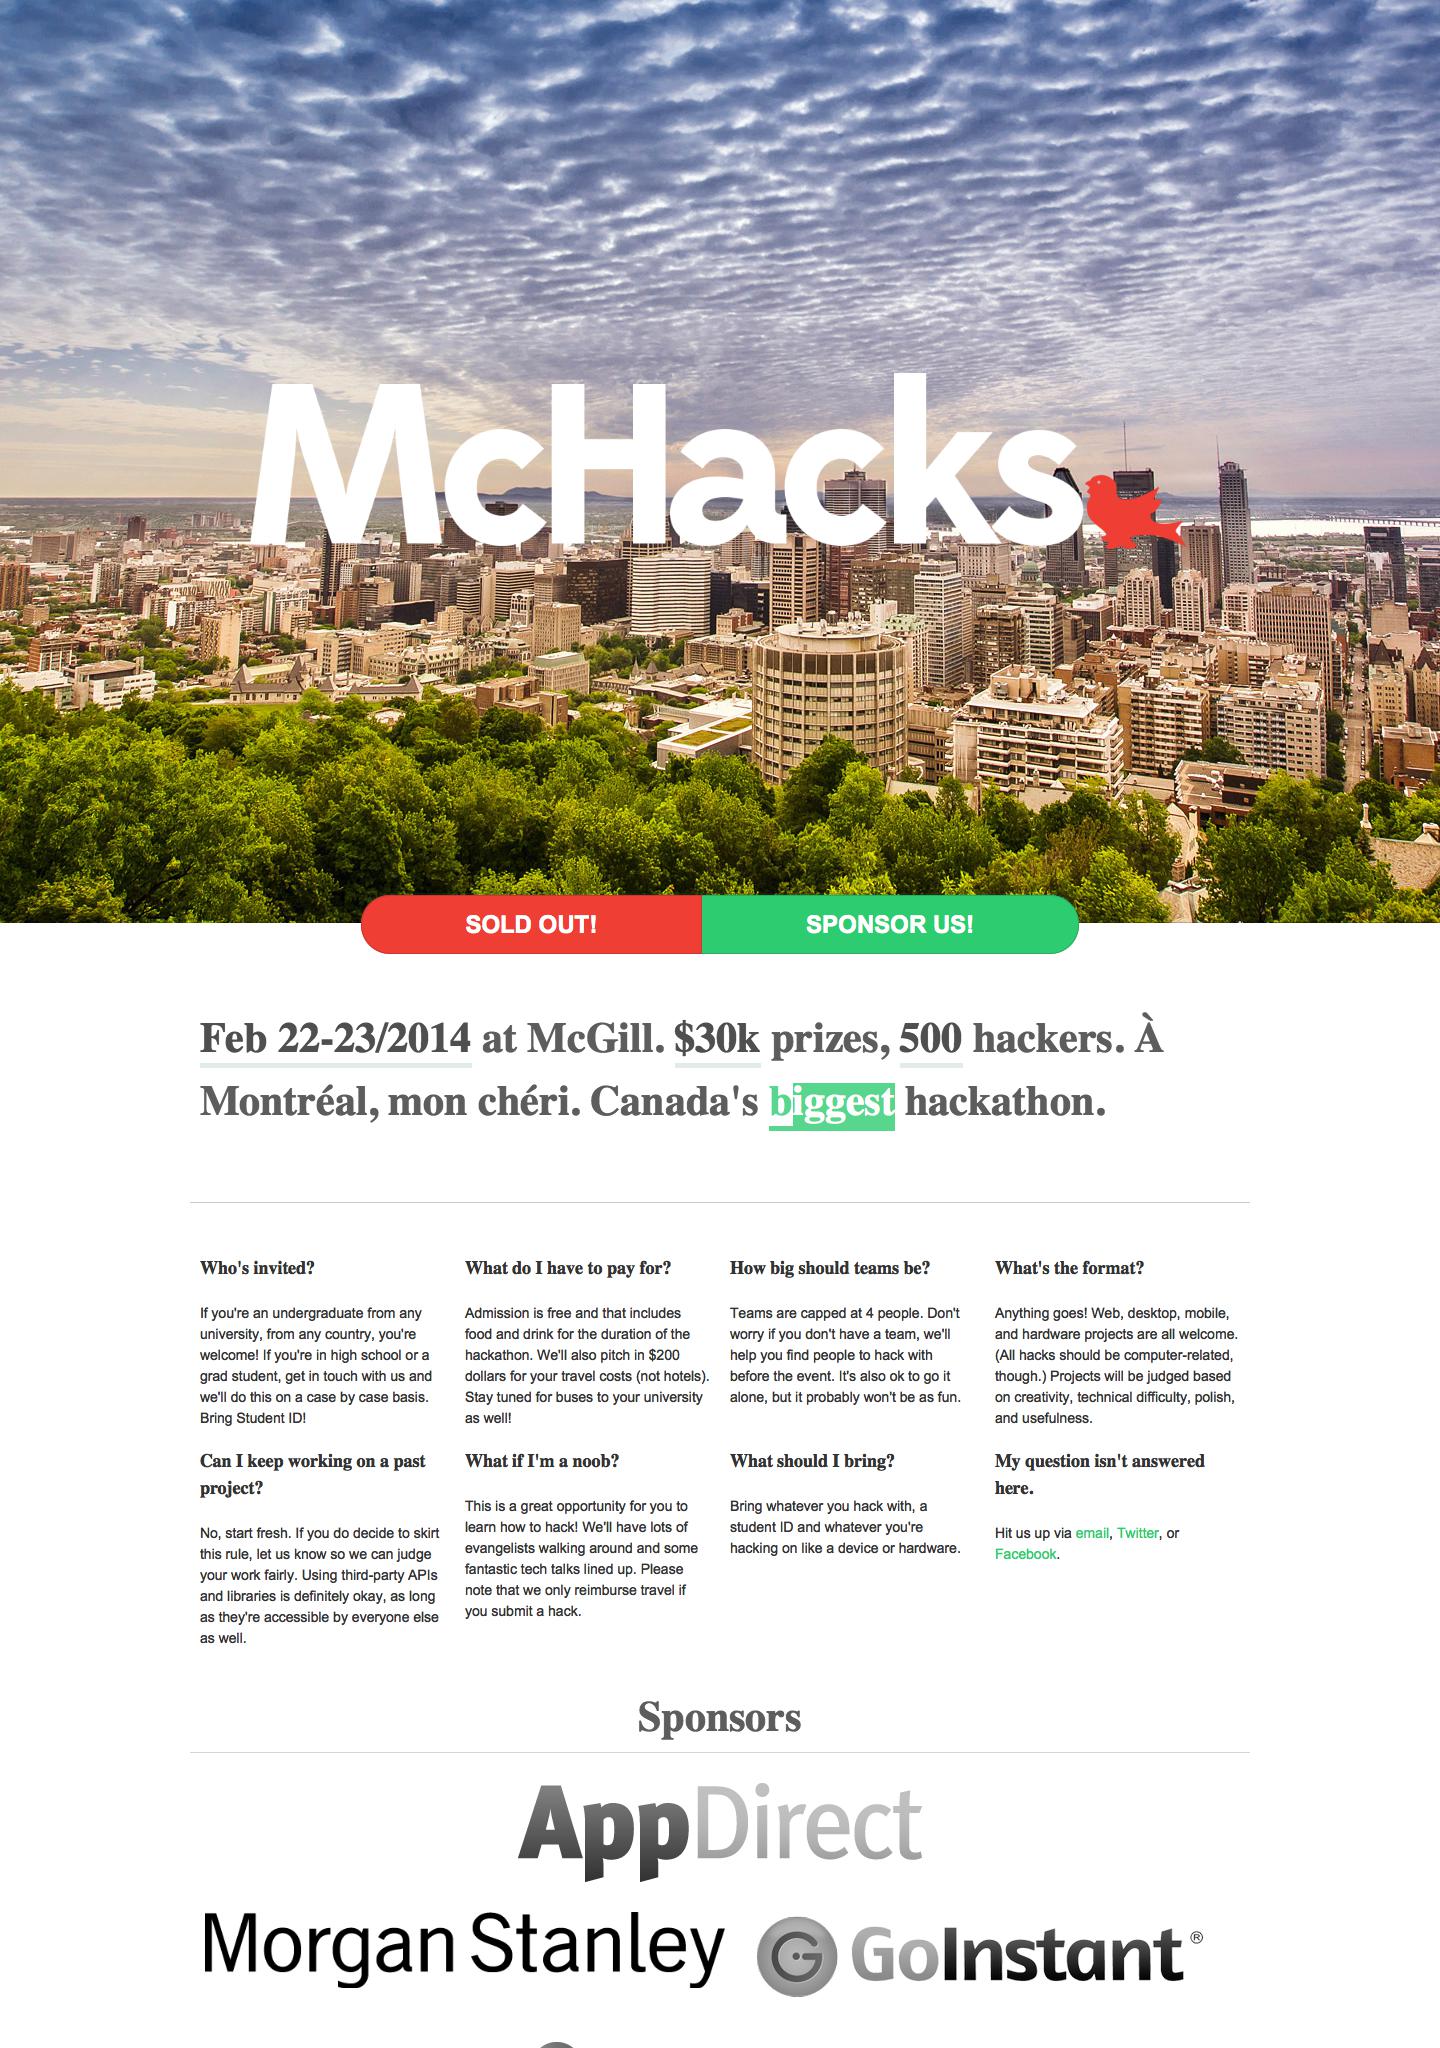 McHacks
SOLD OUT!
SPONSOR US!
Feb 22-23/2014 at McGill. $30k prizes, 500 hackers. À
Montréal, mon chéri. Canada's biggest hackathon.
Who's invited?
If you're an undergraduate from any
university, from any country, you're
welcome! If you're in high school or a
grad student, get in touch with us and
we'll do this on a case by case basis.
Bring Student ID!
What do I have to pay for?
Admission is free and that includes
food and drink for the duration of the
hackathon. We'll also pitch in $200
dollars for your travel costs (not hotels).
Stay tuned for buses to your university
as well!
How big should teams be?
Teams are capped at 4 people. Don't
worry if you don't have a team, we'll
help you find people to hack with
before the event. It's also ok to go it
alone, but it probably won't be as fun.
What's the format?
Anything goes! Web, desktop, mobile,
and hardware projects are all welcome.
(All hacks should be computer-related,
though.) Projects will be judged based
on creativity, technical difficulty, polish,
and usefulness.
Can I keep working on a past
project?
No, start fresh. If you do decide to skirt
this rule, let us know so we can judge
your work fairly. Using third-party APIs
and libraries is definitely okay, as long
as they're accessible by everyone else
as well.
What if I'm a noob?
This is a great opportunity for you to
learn how to hack! We'll have lots of
evangelists walking around and some
fantastic tech talks lined up. Please
note that we only reimburse travel if
you submit a hack.
What should I bring?
Bring whatever you hack with, a
student ID and whatever you're
hacking on like a device or hardware.
My question isn't answered
here.
Hit us up via email, Twitter, or
Facebook.
Sponsors
AppDirect
Morgan Stanley
G GoInstant ®